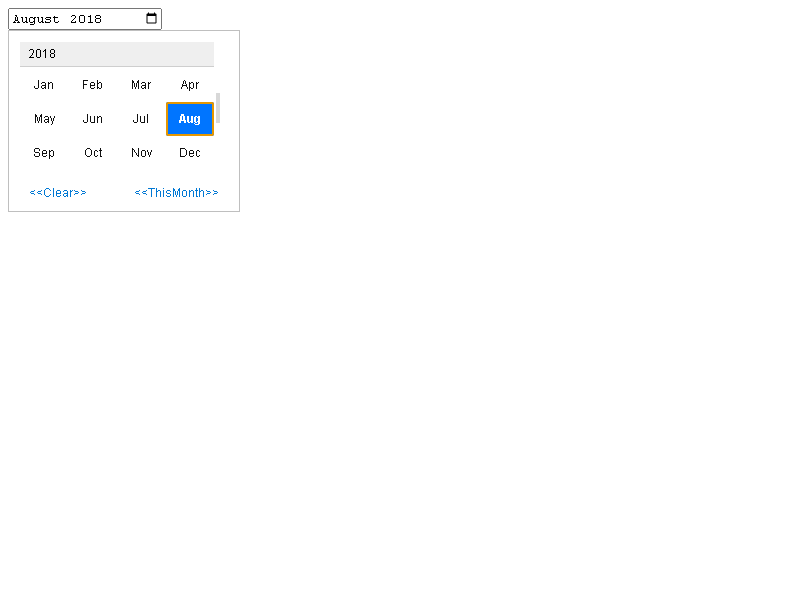 August 2018
2018
Jan Feb Mar Apr
May Jun Jul Aug
Sep Oct Nov Dec
<<Clear>> <<ThisMonth>>